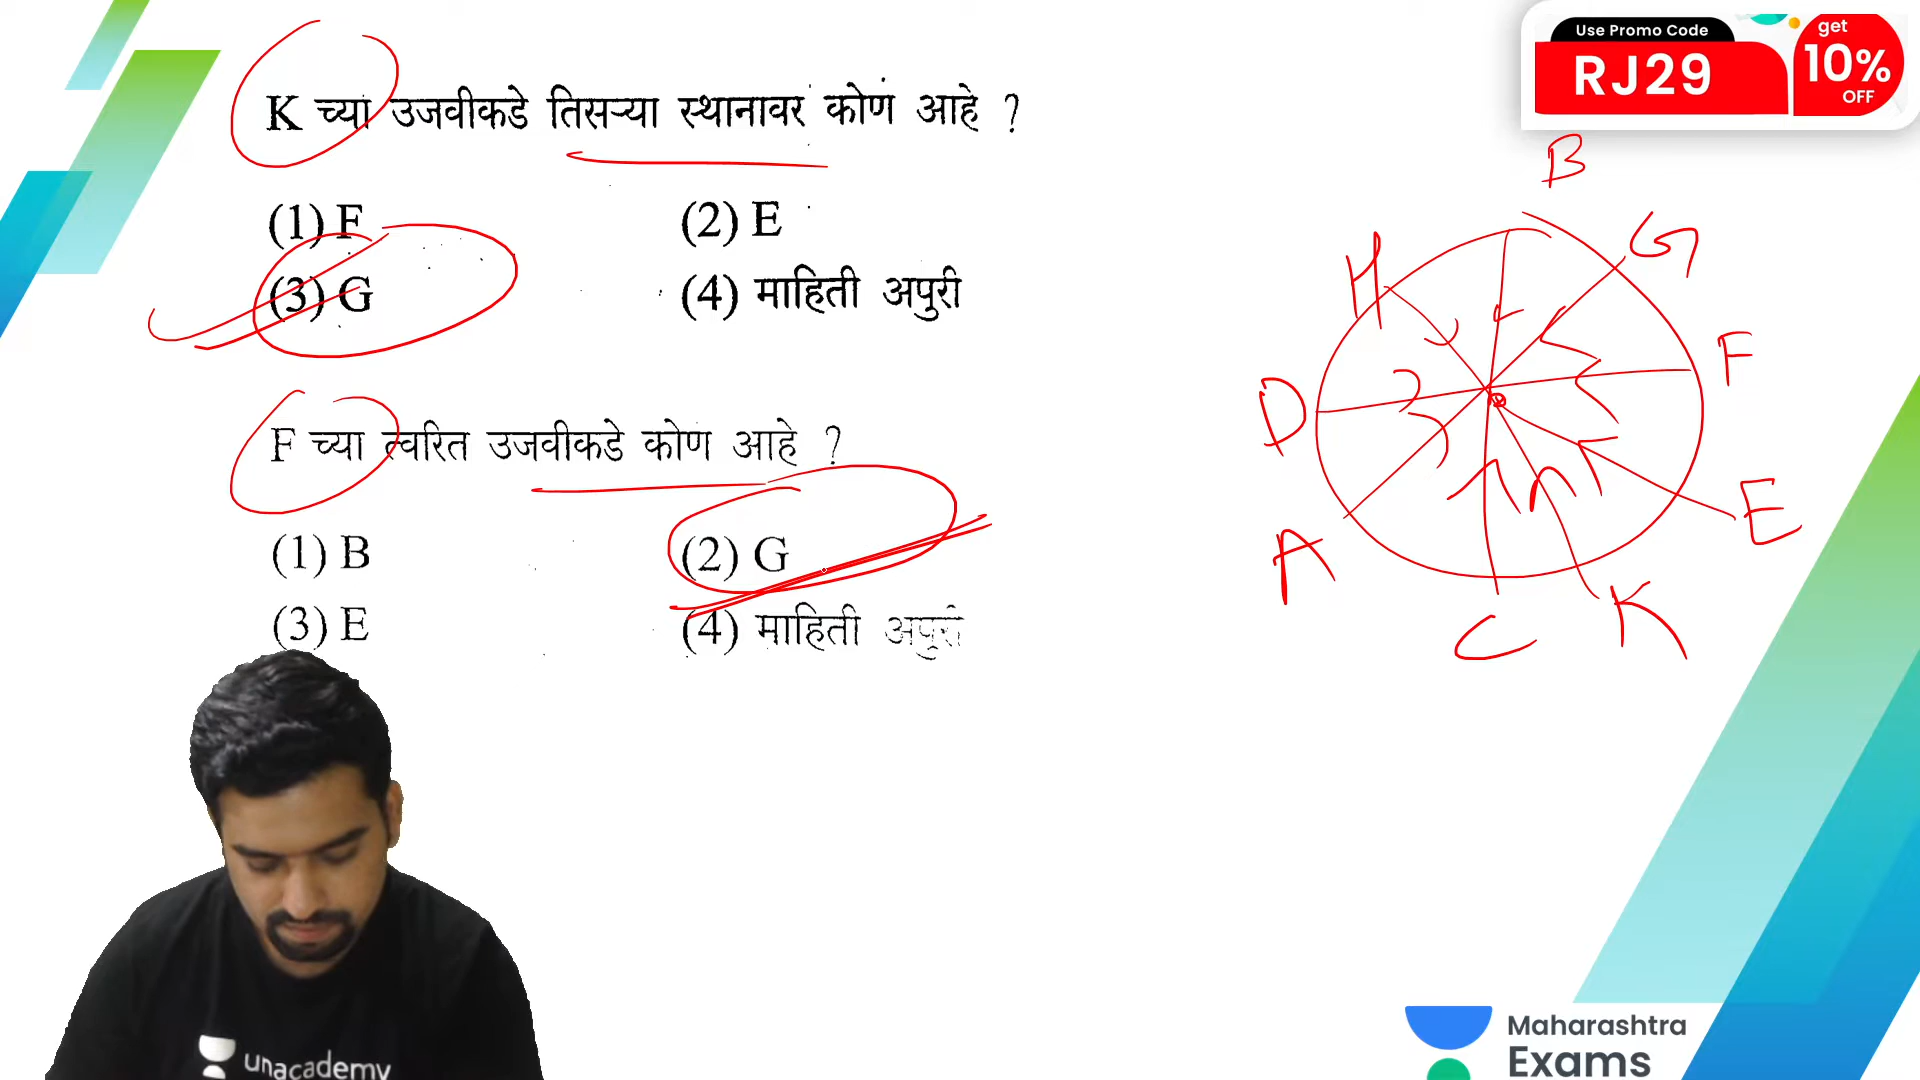 Use Promo Code
RJ29
get
10%
OFF
K च्या उजवीकडे तिसऱ्या स्थानावर कोण आहे ?
(1) F (2) E
(3) G (4) माहिती अपुरी
F च्या त्वरित उजवीकडे कोण आहे ?
(1) B (2) G
(3) E (4) माहिती अपुरी
B
G
H
F
D
E
A
K
C
unacademy
Maharashtra
Exams